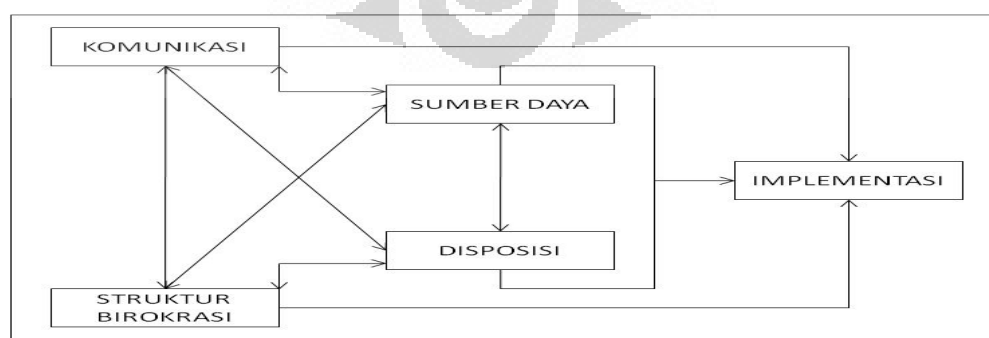 KOMUNIKASI
SUMBER DAYA
IMPLEMENTASI
DISPOSISI
STRUKTUR
BIROKRASI